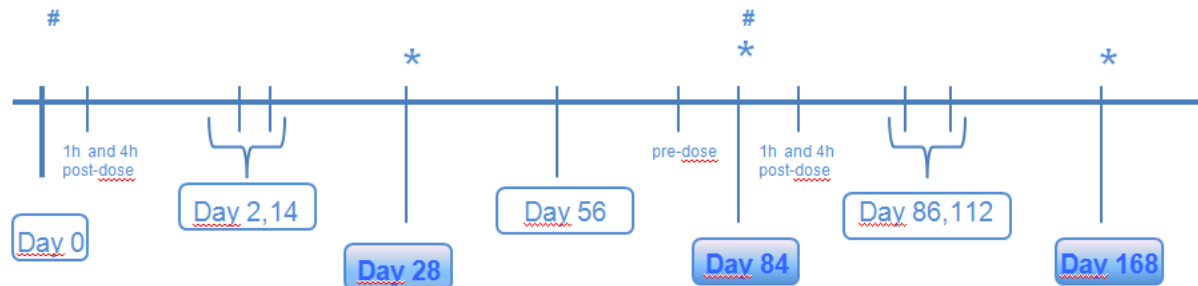 #
#
*
*
*
1h and 4h
post-dose
pre-dose
1h and 4h
post-dose
Day 0
Day 2,14
Day 28
Day 56
Day 84
Day 86,112
Day 168